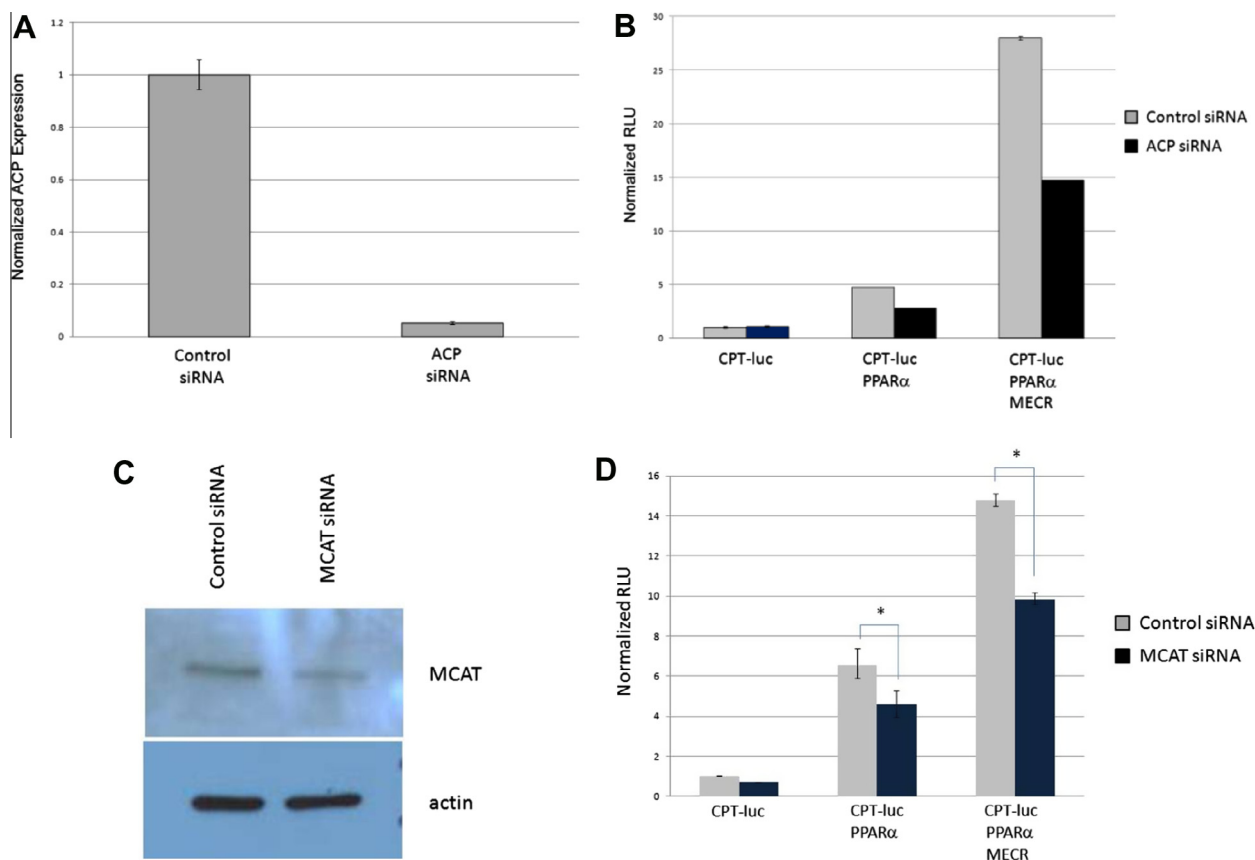 A
Normalized ACP Expression
1.2
1
0.8
0.6
0.4
0.2
0
Control
siRNA
ACP
siRNA
B
Normalized RLU
30
25
20
15
10
5
0
CPT-luc
CPT-luc
PPARα
CPT-luc
PPARα
MECR
Control siRNA
ACP siRNA
C
Control siRNA
MCAT siRNA
MCAT
actin
D
Normalized RLU
16
14
12
10
8
6
4
2
0
*
*
CPT-luc
CPT-luc
PPARα
CPT-luc
PPARα
MECR
Control siRNA
MCAT siRNA